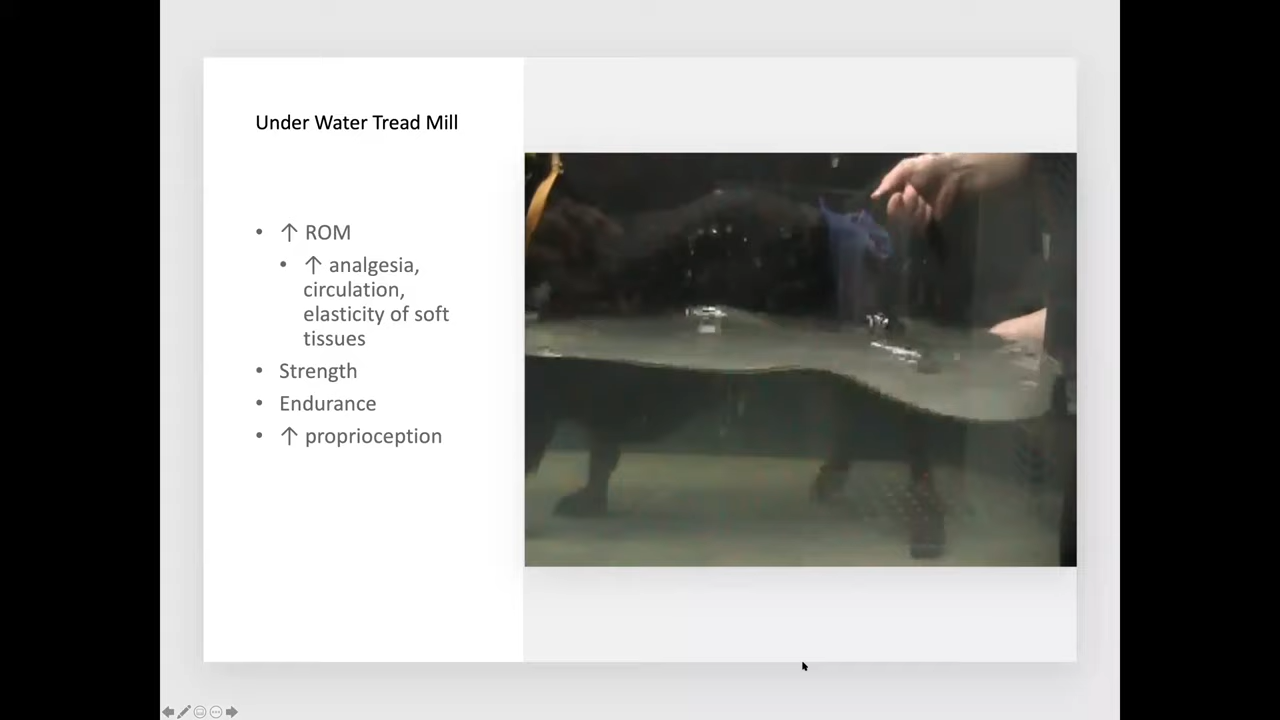 Under Water Tread Mill
• ↑ ROM
• ↑ analgesia,
circulation,
elasticity of soft
tissues
• Strength
• Endurance
• ↑ proprioception